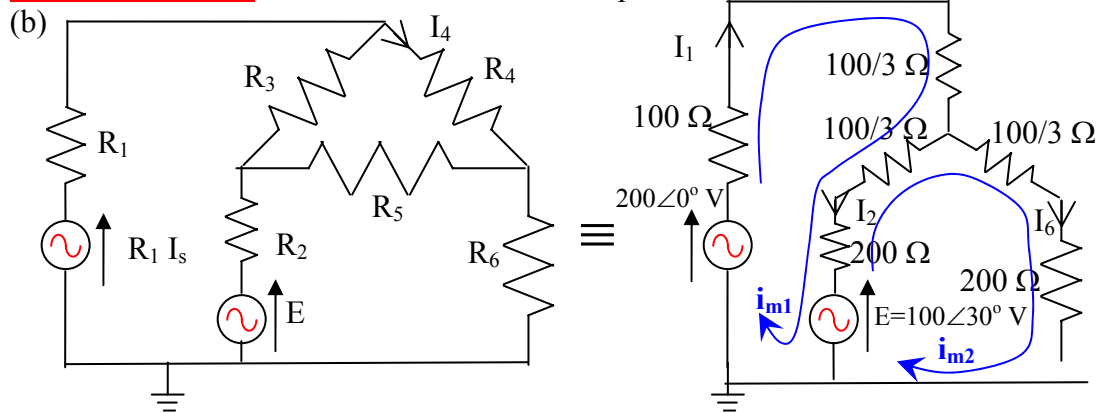 (b)
I4
R3
R4
R1
R5
R1 Is
R2
R6
E
≡
I1
100/3 Ω
100 Ω
100/3 Ω
100/3 Ω
200∠0° V
I2
I6
200 Ω
200 Ω
im1
E=100∠30° V
im2